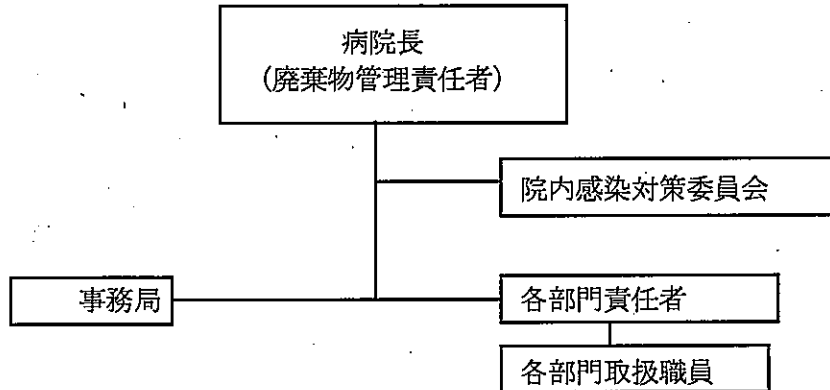 病院長
(廃棄物管理責任者)
院内感染対策委員会
事務局
各部門責任者
各部門取扱職員